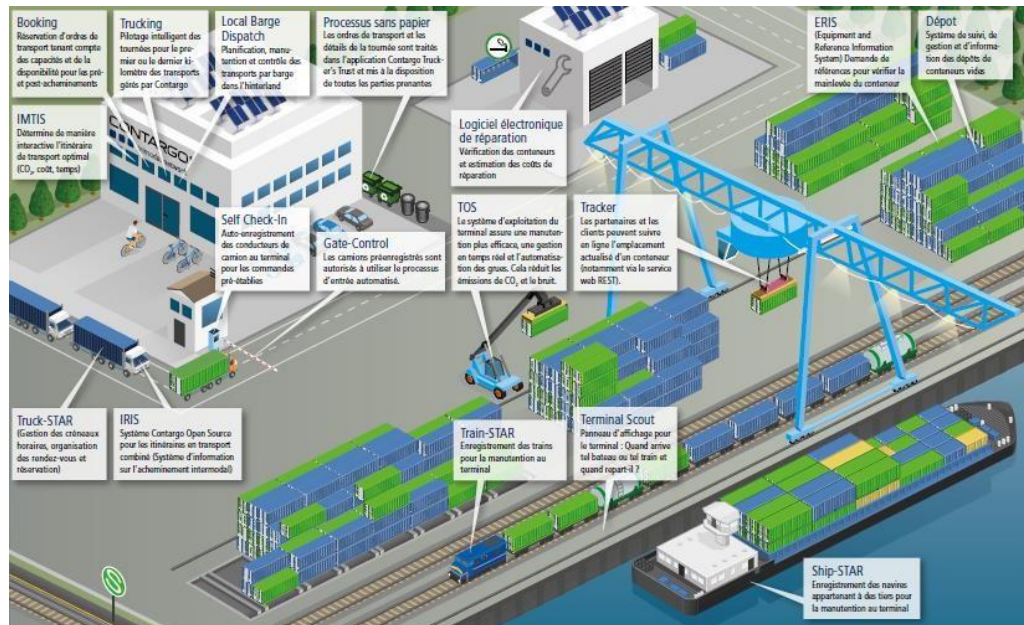 Booking
Réservation d'ordres de
transport tenant compte
des capacités et de la
disponibilité pour les pré-
et post-acheminements
Trucking
Pilotage intelligent des
tournées pour le pre-
mier ou le dernier ki-
lomètre des transports
gérés par Contargo
Local Barge
Dispatch
Planification, manu-
tention et contrôle des
transports par barge
dans l'hinterland
Processus sans papier
Les ordres de transport et les
détails de la tournée sont traités
dans l'application Contargo Truck-
er's Trust et mis à la disposition
de toutes les parties prenantes
ERIS
(Equipment and
Reference Information
System) Demande de
références pour vérifier la
mainlevée du conteneur
Dépot
Système de suivi, de
gestion et d'informa-
tion des dépôts de
conteneurs vides
IMTIS
Détermine de manière
interactive l'itinéraire
de transport optimal
(CO₂, coût, temps)
CONTARGO
Logiciel électronique
de réparation
Vérification des conteneurs
et estimation des coûts de
réparation
Self Check-In
Auto-enregistrement
des conducteurs de
camion au terminal
pour les commandes
pré-établies
Gate-Control
Les camions préenregistrés sont
autorisés à utiliser le processus
d'entrée automatisé.
TOS
Le système d'exploitation du
terminal assure une manuten-
tion plus efficace, une gestion
en temps réel et l'automatisa-
tion des grues. Cela réduit les
émissions de CO₂ et le bruit.
Tracker
Les partenaires et les
clients peuvent suivre
en ligne l'emplacement
actualisé d'un conteneur
(notamment via le service
web REST).
Truck-STAR
(Gestion des créneaux
horaires, organisation
des rendez-vous et
réservation)
IRIS
Système Contargo Open Source
pour les itinéraires en transport
combiné (Système d'information
sur l'acheminement intermodal)
Train-STAR
Enregistrement des trains
pour la manutention au
terminal
Terminal Scout
Panneau d'affichage pour
le terminal : Quand arrive
tel bateau ou tel train et
quand repart-il ?
Ship-STAR
Enregistrement des navires
appartenant à des tiers pour
la manutention au terminal